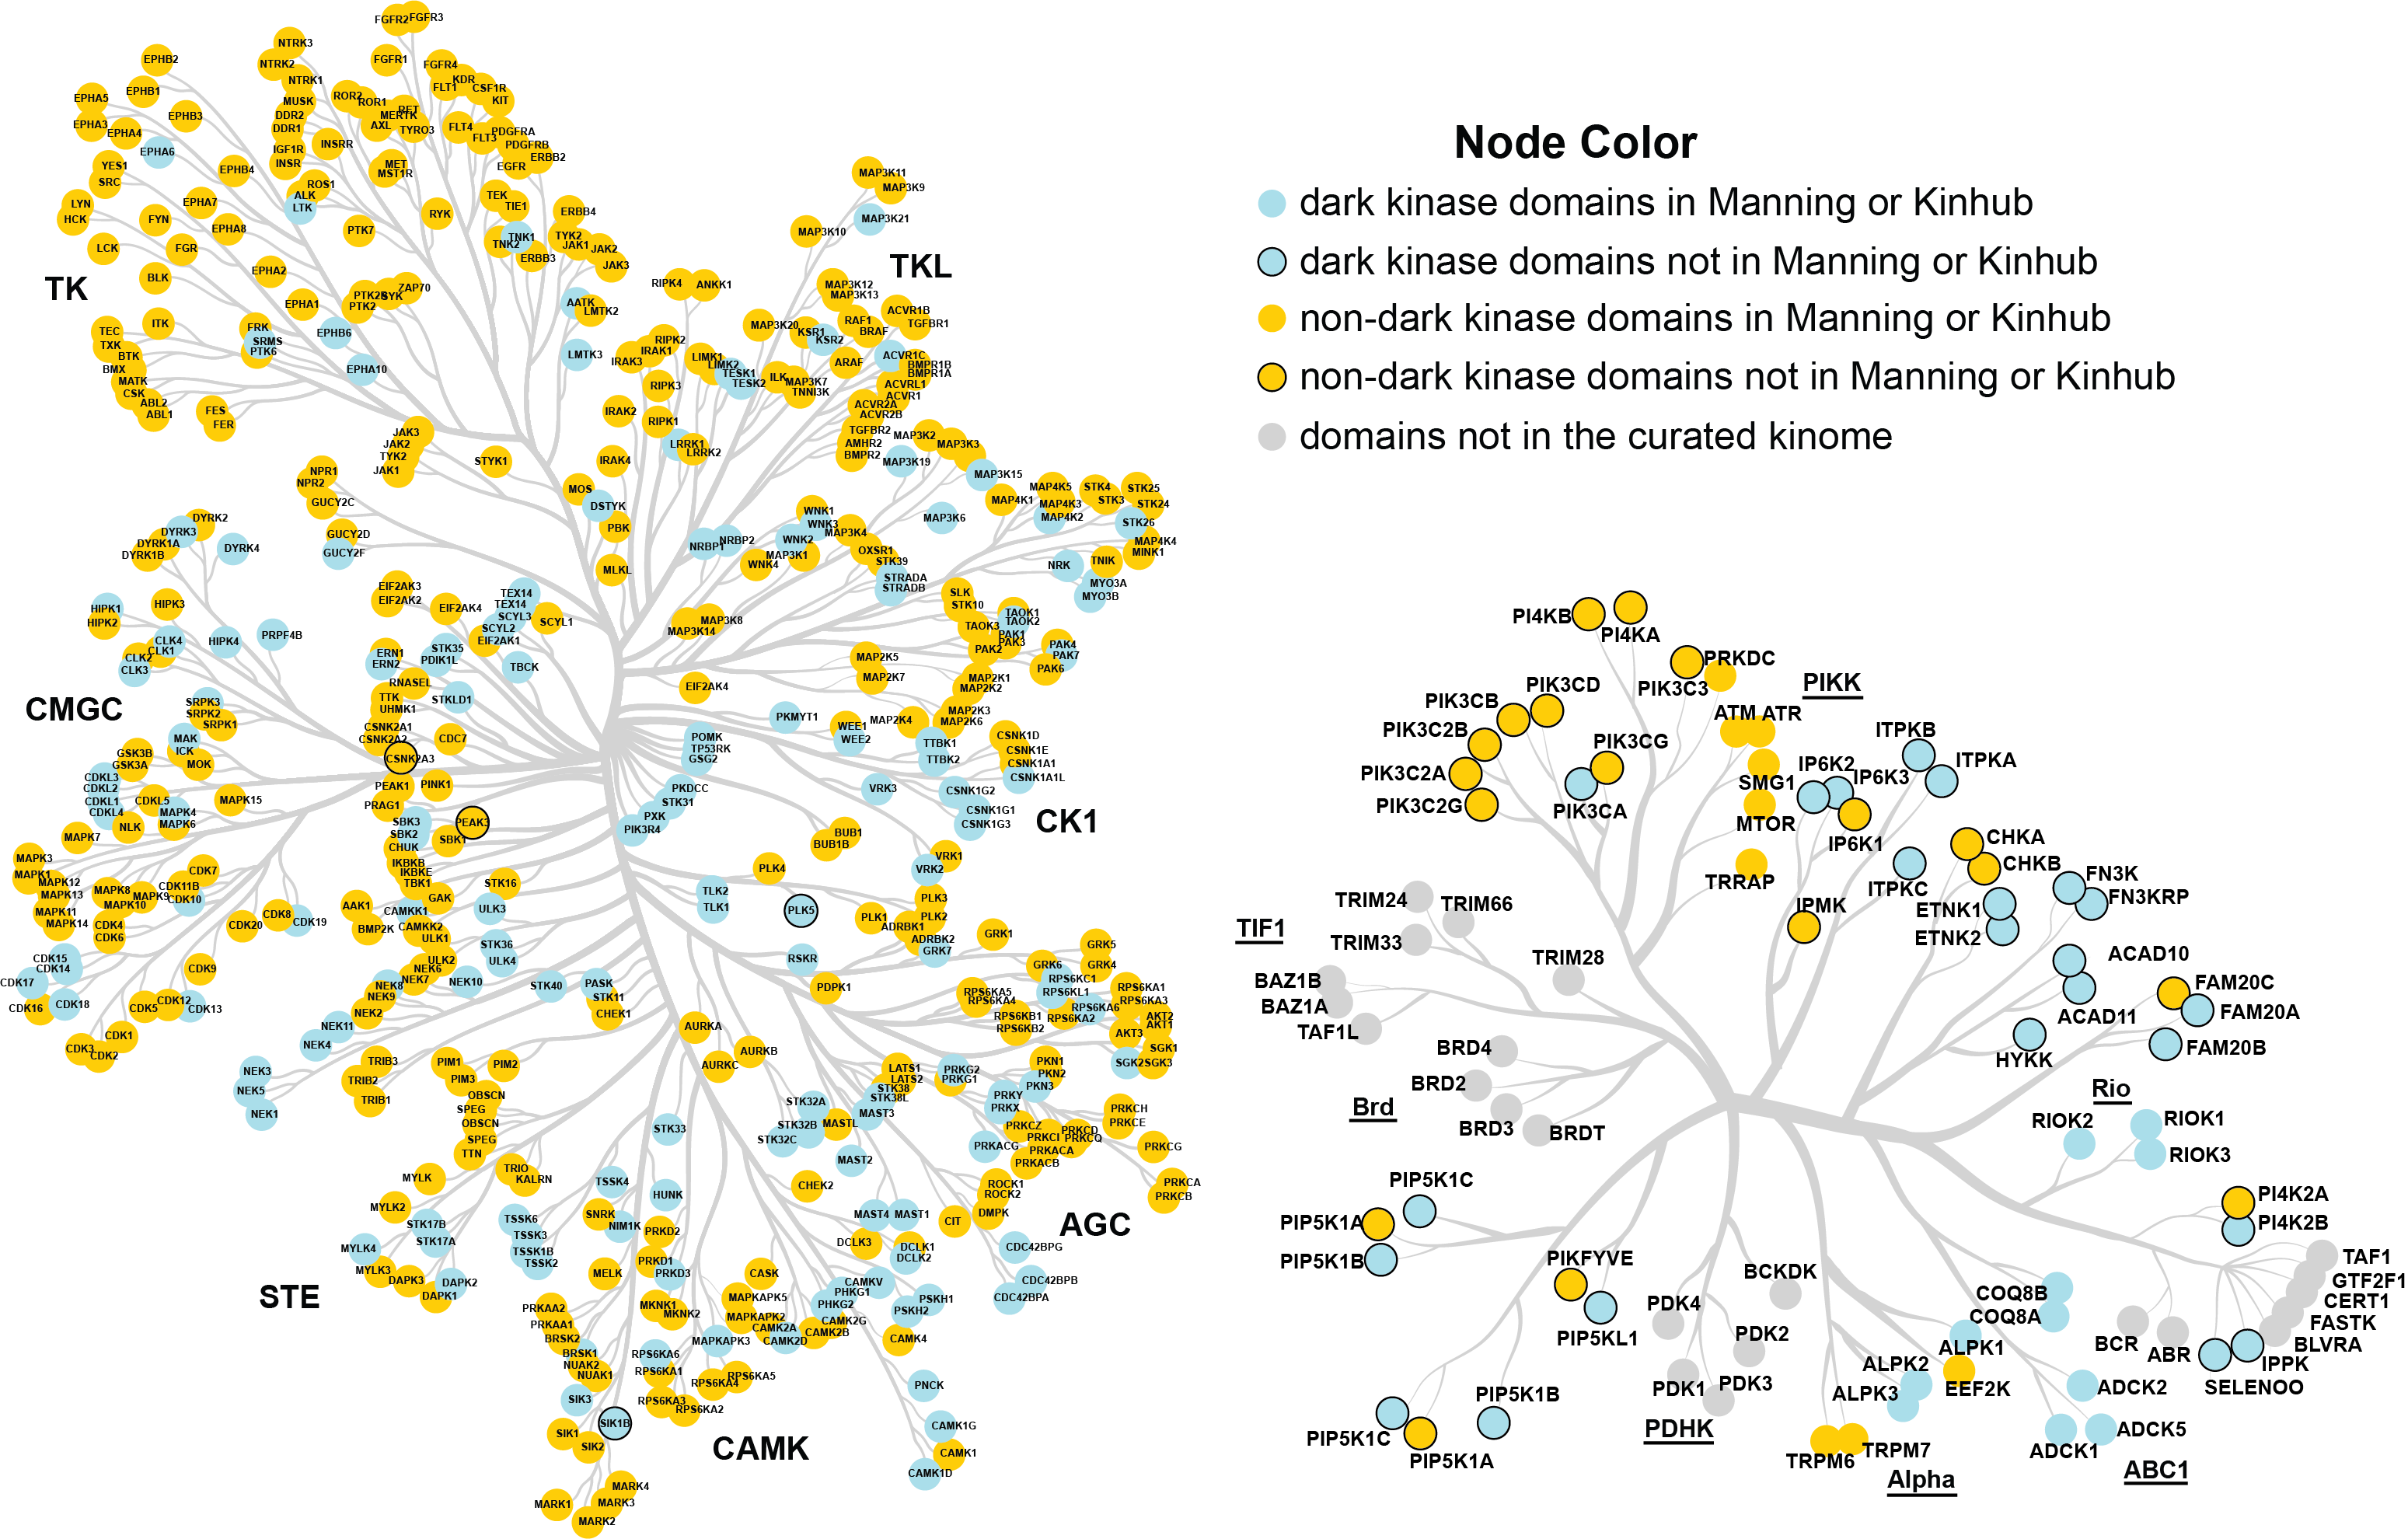 FGFR2
FGFR3
NTRK3
NTRK2
NTRK1
FGFR1
FGFR4
KDR
FLT1
CSF1R
KIT
EPHB2
EPHB1
EPHA5
EPHB3
EPHA3
EPHA4
EPHA6
MUSK
DDR2
DDR1
ROR2
ROR1
RET
MERTK
AXL
TYRO3
FLT4
FLT3
PDGFRA
PDGFRB
ERBB2
EGFR
IGF1R
INSR
INSRR
MET
MST1R
YES1
SRC
EPHB4
ROS1
ALK
LTK
LYN
HCK
FYN
EPHA7
EPHA8
PTK7
RYK
TEK
TIE1
TNK1
TNK2
ERBB3
ERBB4
TYK2
JAK1
JAK2
JAK3
LCK
FGR
BLK
EPHA2
EPHA1
PTK2B
SYK
ZAP70
PTK2
TK
AATK
LMTK2
LMTK3
TEC
TXK
BTK
BMX
MATK
CSK
ABL2
ABL1
ITK
FRK
SRMS
PTK6
EPHB6
EPHA10
FES
FER
JAK3
JAK2
TYK2
JAK1
STYK1
MAP3K11
MAP3K9
MAP3K21
MAP3K10
TKL
RIPK4
ANKK1
MAP3K12
MAP3K13
MAP3K20
KSR1
KSR2
RAF1
BRAF
ARAF
ACVR1B
TGFBR1
ACVR1C
BMPR1B
BMPR1A
ACVRL1
ACVR1
ACVR2A
ACVR2B
TGFBR2
AMHR2
BMPR2
RIPK2
IRAK1
IRAK3
LIMK1
LIMK2
TESK1
TESK2
ILK
MAP3K7
TNNI3K
RIPK3
IRAK2
RIPK1
LRRK1
LRRK2
IRAK4
MOS
DSTYK
PBK
MLKL
MAP3K2
MAP3K3
MAP3K19
MAP3K15
MAP3K6
MAP4K5
MAP4K1
MAP4K3
MAP4K2
STK4
STK3
STK25
STK24
STK26
MAP4K4
MINK1
TNIK
NRK
MYO3A
MYO3B
NPR1
NPR2
GUCY2C
GUCY2D
GUCY2F
NRBP1
NRBP2
WNK1
WNK3
WNK2
WNK4
MAP3K4
MAP3K1
OXSR1
STK39
STRADA
STRADB
MAP3K8
MAP3K14
SLK
STK10
TAOK1
TAOK2
TAOK3
PAK1
PAK3
PAK2
PAK4
PAK7
PAK6
MAP2K5
MAP2K7
MAP2K1
MAP2K2
MAP2K3
MAP2K6
MAP2K4
EIF2AK4
PKMYT1
WEE1
WEE2
TTBK1
TTBK2
CSNK1D
CSNK1E
CSNK1A1
CSNK1A1L
CSNK1G2
CSNK1G1
CSNK1G3
VRK3
CK1
DYRK2
DYRK3
DYRK1A
DYRK1B
DYRK4
HIPK1
HIPK2
HIPK3
HIPK4
PRPF4B
CLK4
CLK1
CLK2
CLK3
CMGC
EIF2AK3
EIF2AK2
EIF2AK4
TEX14
TEX14
SCYL3
SCYL2
SCYL1
EIF2AK1
ERN1
ERN2
STK35
PDIK1L
TBCK
RNASEL
STKLD1
TTK
UHMK1
CSNK2A1
CSNK2A2
CSNK2A3
CDC7
PEAK1
PINK1
PRAG1
PEAK3
SBK3
SBK2
SBK1
CHUK
IKBKB
IKBKE
TBK1
GAK
STK16
AAK1
BMP2K
CAMKK1
CAMKK2
ULK3
ULK1
ULK2
STK36
ULK4
NEK6
NEK7
NEK8
NEK9
NEK2
NEK10
NEK11
NEK4
NEK3
NEK5
NEK1
POMK
TP53RK
GSG2
PKDCC
STK31
PXK
PIK3R4
SRPK3
SRPK2
SRPK1
MAK
ICK
MOK
GSK3B
GSK3A
CDKL3
CDKL2
CDKL1
CDKL4
CDKL5
MAPK4
MAPK6
MAPK15
NLK
MAPK7
MAPK3
MAPK1
MAPK12
MAPK13
MAPK11
MAPK14
MAPK8
MAPK9
MAPK10
CDK7
CDK11B
CDK10
CDK4
CDK6
CDK8
CDK19
CDK20
CDK15
CDK14
CDK17
CDK16
CDK18
CDK9
CDK5
CDK12
CDK13
CDK1
CDK3
CDK2
BUB1
BUB1B
VRK1
VRK2
PLK4
PLK5
PLK3
PLK1
PLK2
TLK2
TLK1
ADRBK1
ADRBK2
GRK7
GRK1
GRK5
GRK6
GRK4
RSKR
PDPK1
RPS6KC1
RPS6KL1
RPS6KA5
RPS6KA4
RPS6KB1
RPS6KB2
RPS6KA6
RPS6KA2
RPS6KA1
RPS6KA3
AKT2
AKT1
AKT3
SGK1
SGK2
SGK3
STK40
PASK
STK11
CHEK1
AURKA
AURKB
AURKC
TRIB3
TRIB2
TRIB1
PIM1
PIM3
PIM2
OBSCN
SPEG
OBSCN
SPEG
TTN
LATS1
LATS2
STK38
STK38L
MAST3
MASTL
MAST2
STK32A
STK32B
STK32C
STK33
PRKG2
PRKG1
PKN1
PKN2
PKN3
PRKY
PRKX
PRKACG
PRKCZ
PRKCI
PRKACA
PRKACB
PRKCD
PRKCQ
PRKCH
PRKCE
PRKCG
PRKCA
PRKCB
ROCK1
ROCK2
DMPK
CIT
AGC
CDC42BPG
CDC42BPB
CDC42BPA
MYLK
TRIO
KALRN
MYLK2
STK17B
STK17A
MYLK4
MYLK3
DAPK3
DAPK2
DAPK1
STE
TSSK4
TSSK6
TSSK3
TSSK1B
TSSK2
HUNK
SNRK
NIM1K
PRKD2
PRKD1
PRKD3
MELK
MKNK1
MKNK2
CHEK2
MAST4
MAST1
DCLK3
DCLK1
DCLK2
CASK
MAPKAPK5
MAPKAPK2
MAPKAPK3
CAMKV
PHKG1
PHKG2
CAMK2G
CAMK2A
CAMK2B
CAMK2D
PSKH1
PSKH2
CAMK4
PRKAA2
PRKAA1
BRSK2
BRSK1
NUAK2
NUAK1
SIK3
SIK1B
SIK1
SIK2
RPS6KA6
RPS6KA1
RPS6KA3
RPS6KA2
RPS6KA4
RPS6KA5
CAMK
PNCK
CAMK1G
CAMK1
CAMK1D
MARK4
MARK3
MARK1
MARK2
Node Color
dark kinase domains in Manning or Kinhub
dark kinase domains not in Manning or Kinhub
non-dark kinase domains in Manning or Kinhub
non-dark kinase domains not in Manning or Kinhub
domains not in the curated kinome
PI4KB
PI4KA
PRKDC
PIK3C3
PIKK
PIK3CD
PIK3CB
PIK3C2B
PIK3C2A
PIK3C2G
PIK3CG
PIK3CA
ATM
ATR
SMG1
MTOR
TRRAP
ITPKB
ITPKA
IP6K2
IP6K3
IP6K1
ITPKC
IPMK
CHKA
CHKB
ETNK1
ETNK2
FN3K
FN3KRP
ACAD10
ACAD11
HYKK
FAM20C
FAM20A
FAM20B
TRIM24
TRIM66
TIF1
TRIM33
TRIM28
BAZ1B
BAZ1A
TAF1L
BRD4
BRD2
Brd
BRD3
BRDT
Rio
RIOK2
RIOK1
RIOK3
PIP5K1C
PIP5K1A
PIP5K1B
PIKFYVE
PIP5KL1
PIP5K1C
PIP5K1A
PIP5K1B
BCKDK
PDK4
PDK2
PDK1
PDK3
PDHK
PI4K2A
PI4K2B
TAF1
GTF2F1
CERT1
FASTK
BLVRA
BCR
ABR
IPPK
SELENOO
COQ8B
COQ8A
ALPK1
ALPK2
ALPK3
EEF2K
TRPM6
TRPM7
Alpha
ADCK2
ADCK1
ADCK5
ABC1